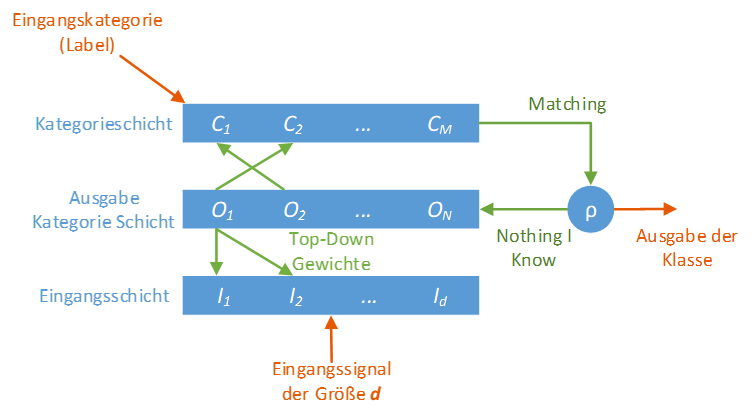 Eingangskategorie
(Label)
Matching
Kategorieschicht
C1 C2 ... CM
Ausgabe
Kategorie Schicht
O1 O2 ... ON
ρ
Nothing I
Know
Ausgabe der
Klasse
Top-Down
Gewichte
Eingangsschicht
I1 I2 ... Id
Eingangssignal
der Größe d